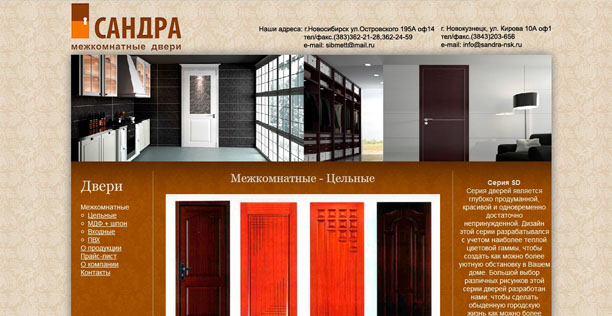 САНДРА
межкомнатные двери
Наши адреса: г.Новосибирск ул.Островского 195А оф14
тел/факс.(383)362-21-28,362-24-59
e-mail: sibmett@mail.ru
г. Новокузнецк, ул. Кирова 10А оф1
тел/факс.(3843)203-656
e-mail: info@sandra-nsk.ru
Двери
Межкомнатные
Цельные
МДФ + шпон
Входные
ПВХ
О продукции
Прайс-лист
О компании
Контакты
Межкомнатные - Цельные
Серия SD
Серия дверей является
глубоко продуманной,
красивой и одновременно
достаточно
непринужденной. Дизайн
этой серии разрабатывался
с учетом наиболее теплой
цветовой гаммы, чтобы
создать как можно более
уютную обстановку в Вашем
доме. Большой выбор
различных рисунков этой
серии дверей разработан
нами, чтобы сделать
обыденную городскую
жизнь как можно более